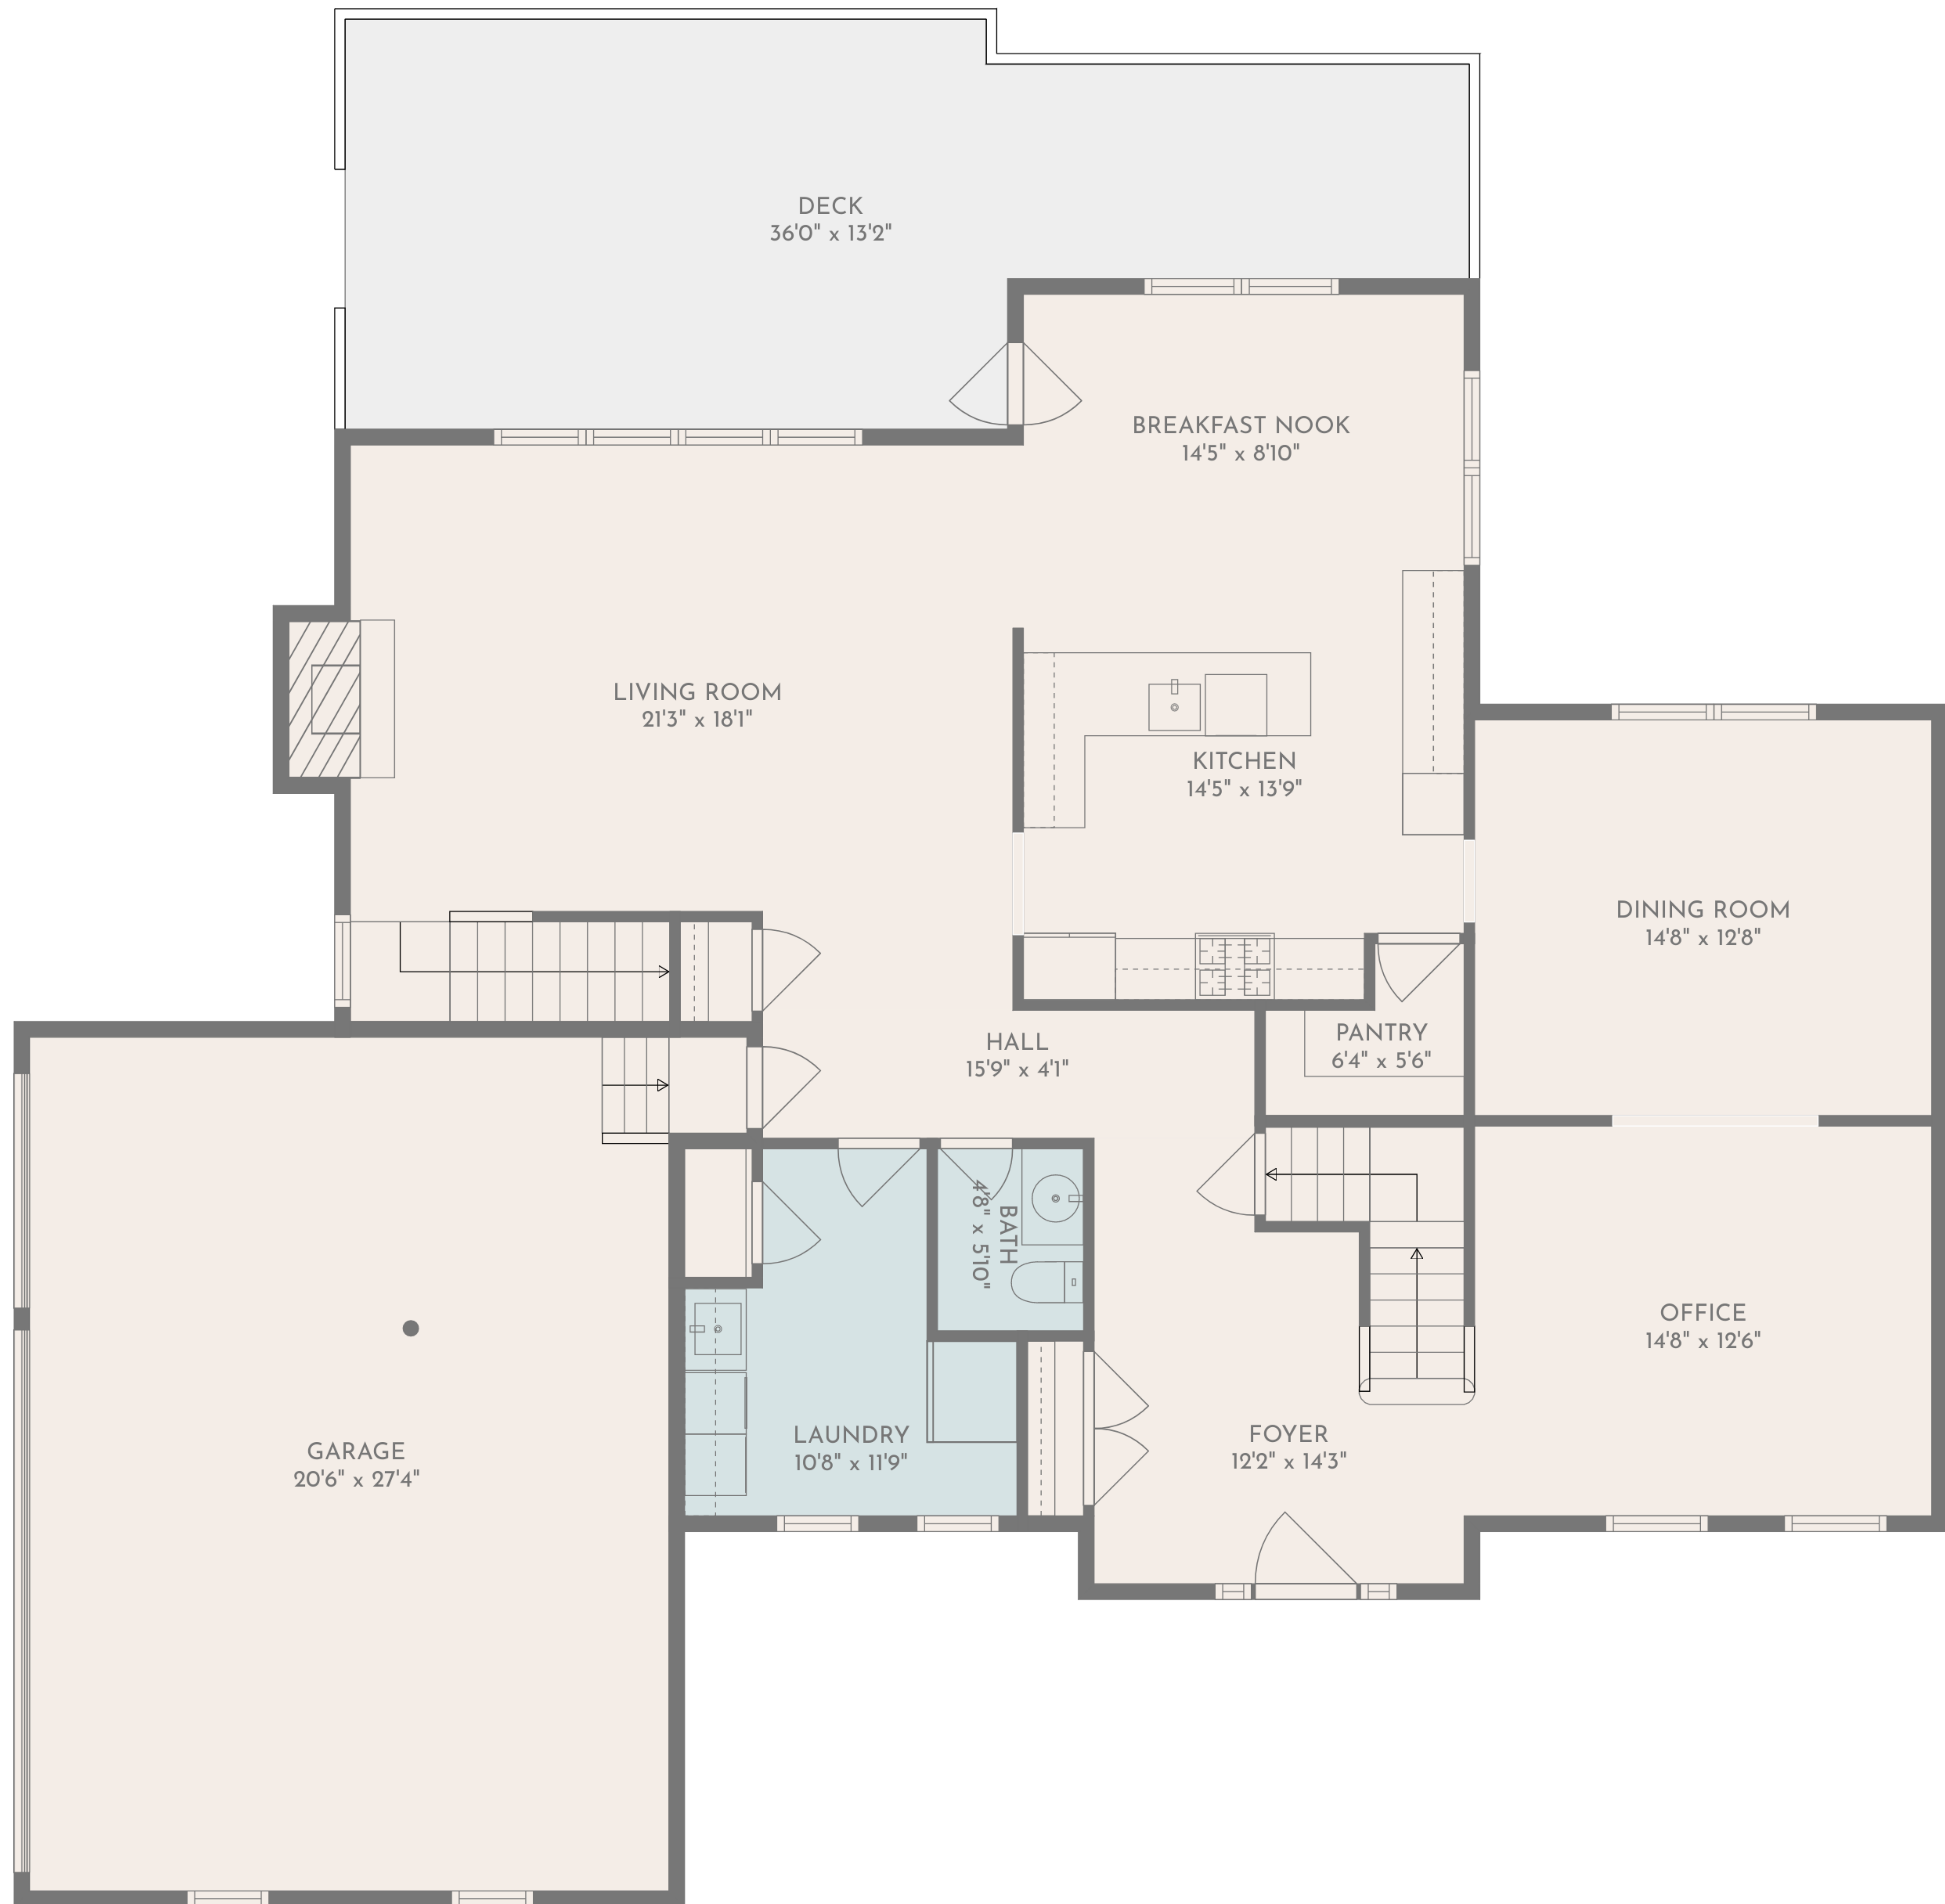 DECK
36'0" x 13'2"
BREAKFAST NOOK
14'5" x 8'10"
LIVING ROOM
21'3" x 18'1"
KITCHEN
14'5" x 13'9"
DINING ROOM
14'8" x 12'8"
HALL
15'9" x 4'1"
PANTRY
6'4" x 5'6"
BATH
4'8" x 5'10"
OFFICE
14'8" x 12'6"
GARAGE
20'6" x 27'4"
LAUNDRY
10'8" x 11'9"
FOYER
12'2" x 14'3"